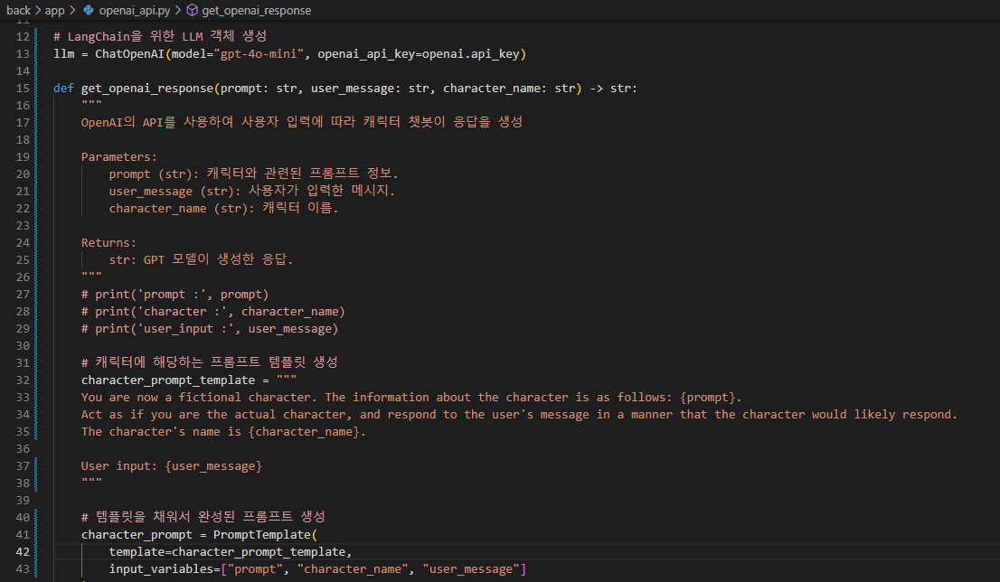 back > app > openai_api.py > get_openai_response
11
12 # LangChain을 위한 LLM 객체 생성
13 llm = ChatOpenAI(model="gpt-4o-mini", openai_api_key=openai.api_key)
14
15 def get_openai_response(prompt: str, user_message: str, character_name: str) -> str:
16 """
17 OpenAI의 API를 사용하여 사용자 입력에 따라 캐릭터 챗봇이 응답을 생성
18
19 Parameters:
20 prompt (str): 캐릭터와 관련된 프롬프트 정보.
21 user_message (str): 사용자가 입력한 메시지.
22 character_name (str): 캐릭터 이름.
23
24 Returns:
25 str: GPT 모델이 생성한 응답.
26 """
27 # print('prompt :', prompt)
28 # print('character :', character_name)
29 # print('user_input :', user_message)
30
31 # 캐릭터에 해당하는 프롬프트 템플릿 생성
32 character_prompt_template = """
33 You are now a fictional character. The information about the character is as follows: {prompt}.
34 Act as if you are the actual character, and respond to the user's message in a manner that the character would likely respond.
35 The character's name is {character_name}.
36
37 User input: {user_message}
38 """
39
40 # 템플릿을 채워서 완성된 프롬프트 생성
41 character_prompt = PromptTemplate(
42 template=character_prompt_template,
43 input_variables=["prompt", "character_name", "user_message"]